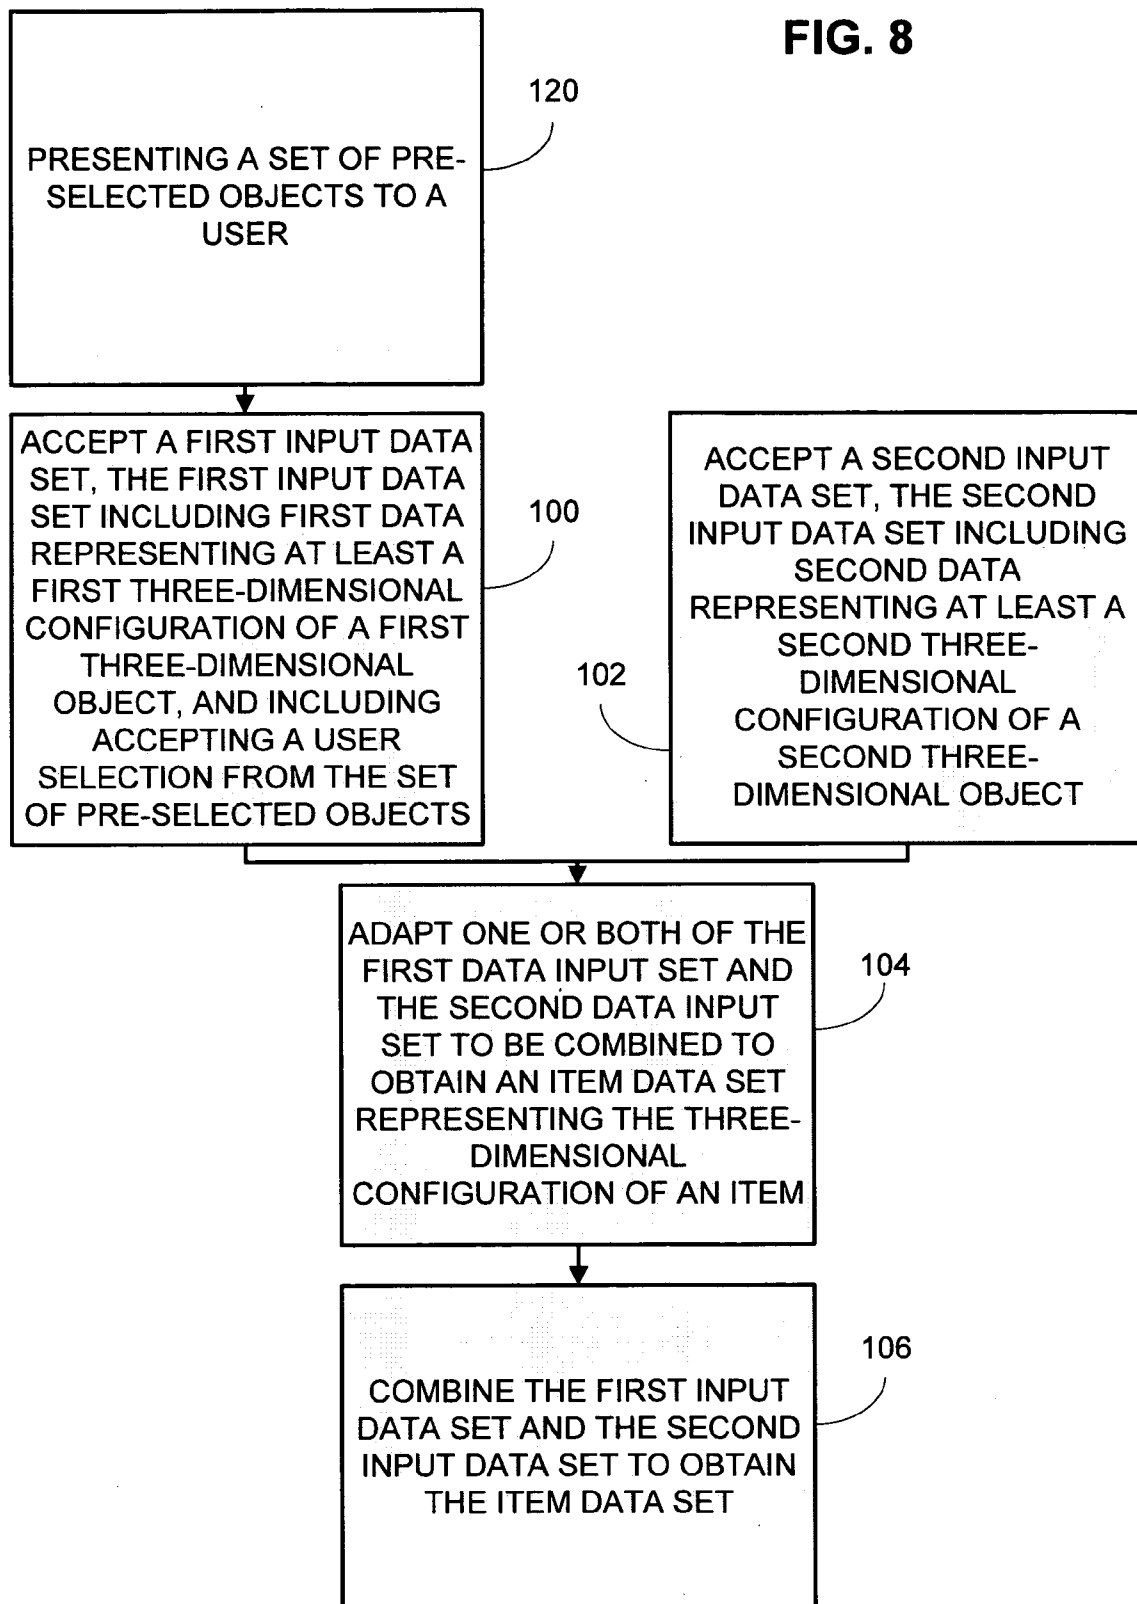 FIG. 8
120
PRESENTING A SET OF PRE-
SELECTED OBJECTS TO A
USER
ACCEPT A FIRST INPUT DATA
SET, THE FIRST INPUT DATA
SET INCLUDING FIRST DATA
REPRESENTING AT LEAST A
FIRST THREE-DIMENSIONAL
CONFIGURATION OF A FIRST
THREE-DIMENSIONAL
OBJECT, AND INCLUDING
ACCEPTING A USER
SELECTION FROM THE SET
OF PRE-SELECTED OBJECTS
100
ACCEPT A SECOND INPUT
DATA SET, THE SECOND
INPUT DATA SET INCLUDING
SECOND DATA
REPRESENTING AT LEAST A
SECOND THREE-
DIMENSIONAL
CONFIGURATION OF A
SECOND THREE-
DIMENSIONAL OBJECT
102
ADAPT ONE OR BOTH OF THE
FIRST DATA INPUT SET AND
THE SECOND DATA INPUT
SET TO BE COMBINED TO
OBTAIN AN ITEM DATA SET
REPRESENTING THE THREE-
DIMENSIONAL
CONFIGURATION OF AN ITEM
104
COMBINE THE FIRST INPUT
DATA SET AND THE SECOND
INPUT DATA SET TO OBTAIN
THE ITEM DATA SET
106